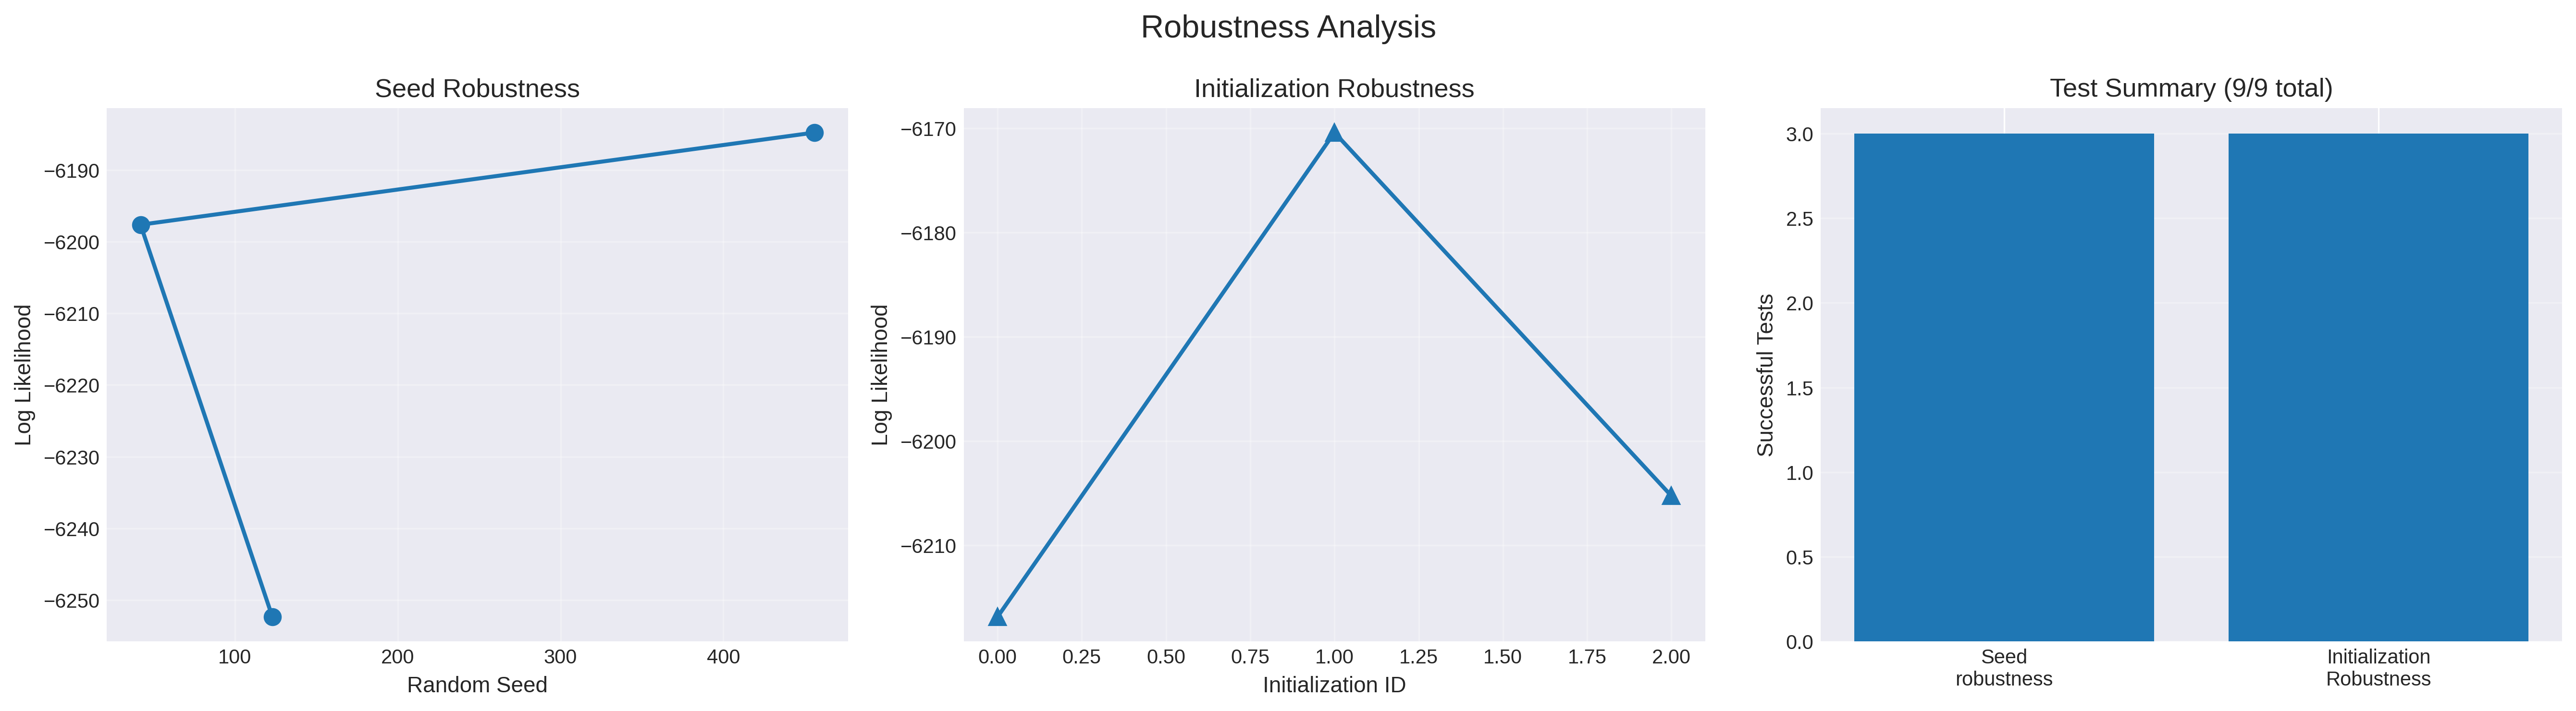 Robustness Analysis
Seed Robustness
Log Likelihood
−6190
−6200
−6210
−6220
−6230
−6240
−6250
100 200 300 400
Random Seed
Initialization Robustness
Log Likelihood
−6170
−6180
−6190
−6200
−6210
0.00 0.25 0.50 0.75 1.00 1.25 1.50 1.75 2.00
Initialization ID
Test Summary (9/9 total)
Successful Tests
3.0
2.5
2.0
1.5
1.0
0.5
0.0
Seed
robustness
Initialization
Robustness